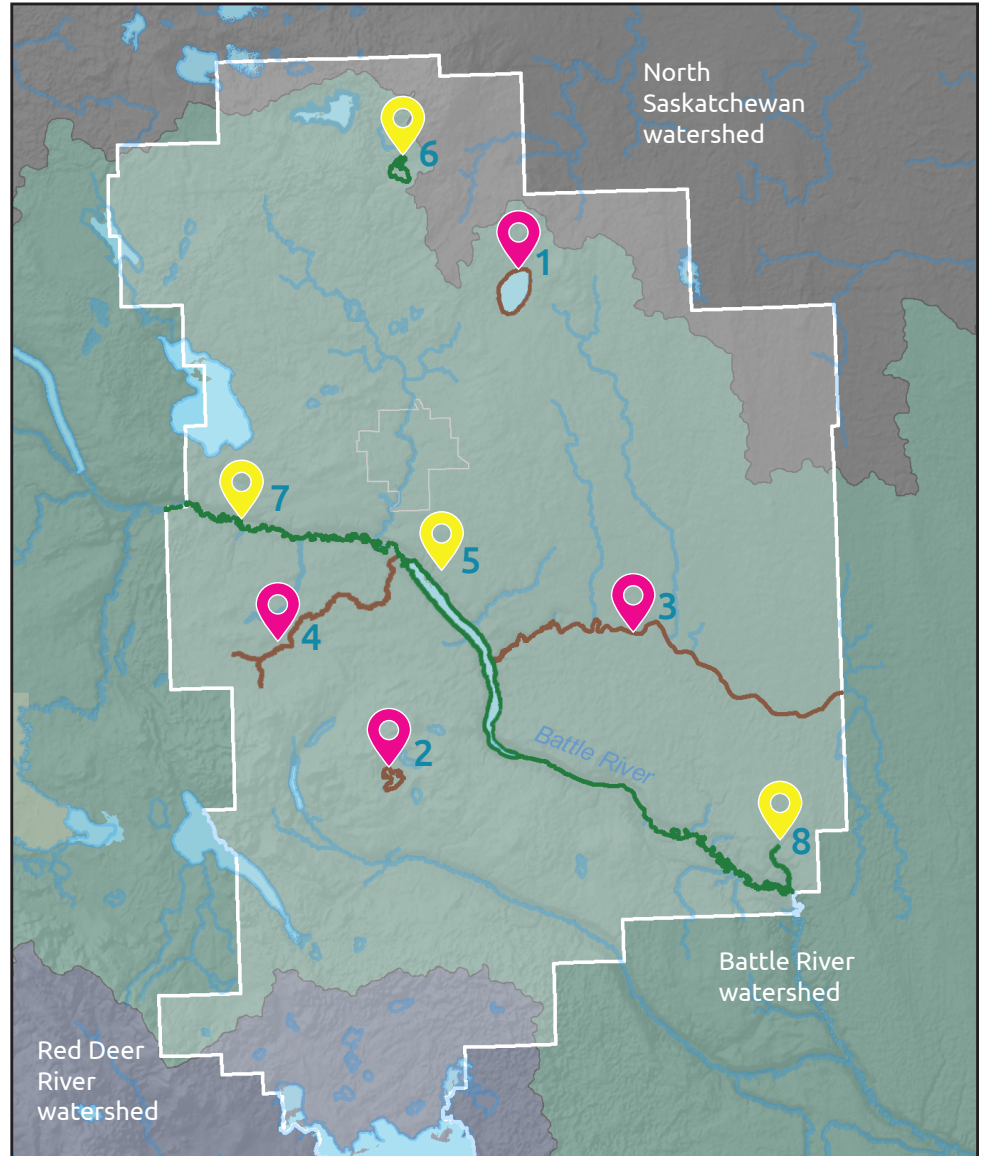 North
Saskatchewan
watershed
6
1
7
5
3
4
Battle River
2
8
Battle River
watershed
Red Deer
River
watershed